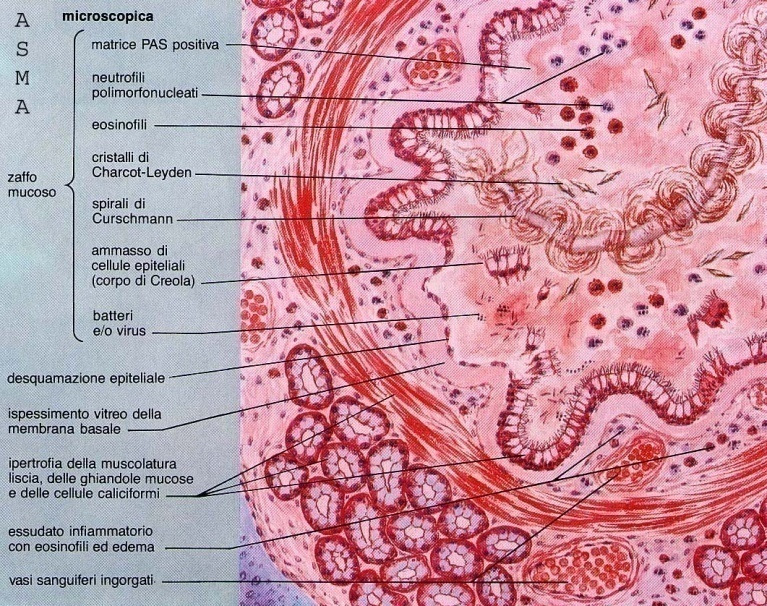 A
S
M
A
microscopica
matrice PAS positiva
neutrofili
polimorfonucleati
eosinofili
cristalli di
Charcot-Leyden
zaffo
mucoso
spirali di
Curschmann
ammasso di
cellule epiteliali
(corpo di Creola)
batteri
e/o virus
desquamazione epiteliale
ispessimento vitreo della
membrana basale
ipertrofia della muscolatura
liscia, delle ghiandole mucose
e delle cellule caliciformi
essudato infiammatorio
con eosinofili ed edema
vasi sanguiferi ingorgati